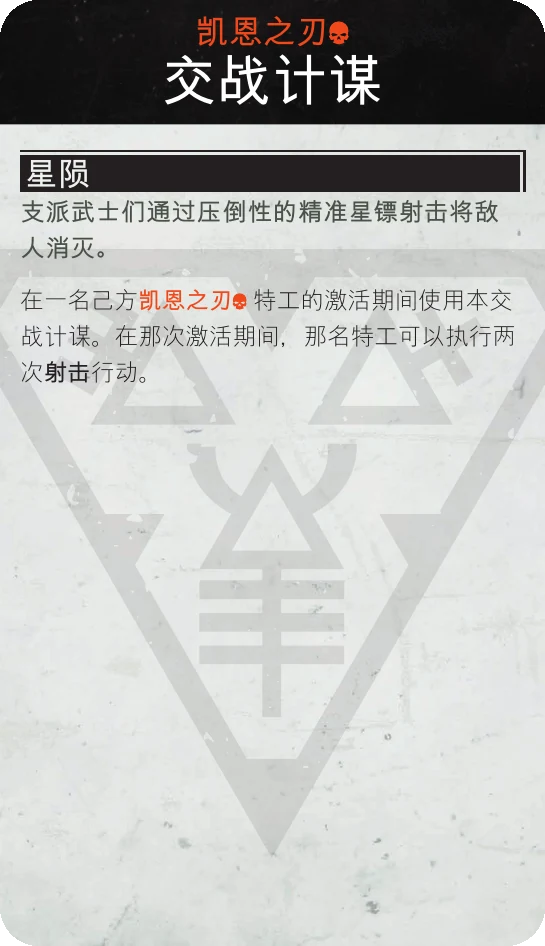 凯恩之刃
交战计谋
星陨
支派武士们通过压倒性的精准星镖射击将敌
人消灭。
在一名己方凯恩之刃 特工的激活期间使用本交
战计谋。在那次激活期间，那名特工可以执行两
次射击行动。